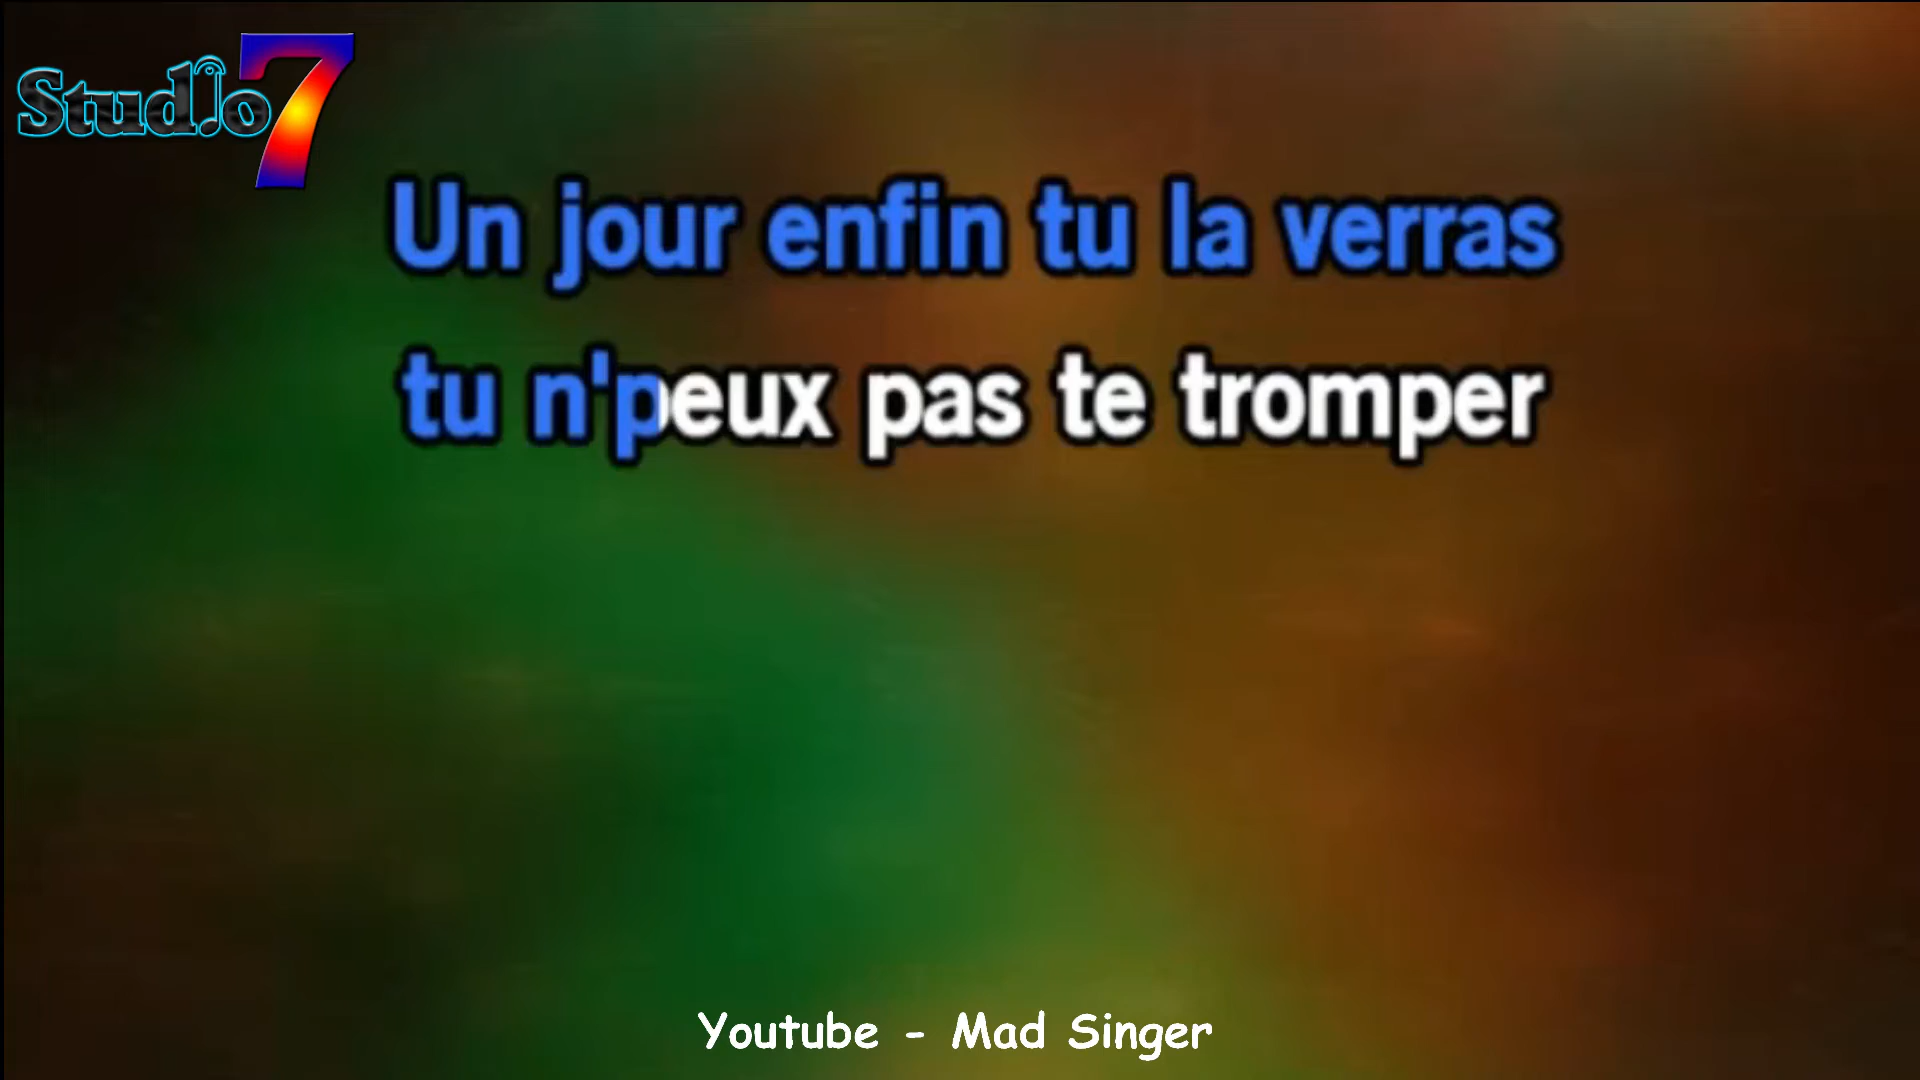 Studio 7
Un jour enfin tu la verras
tu n'peux pas te tromper
Youtube - Mad Singer